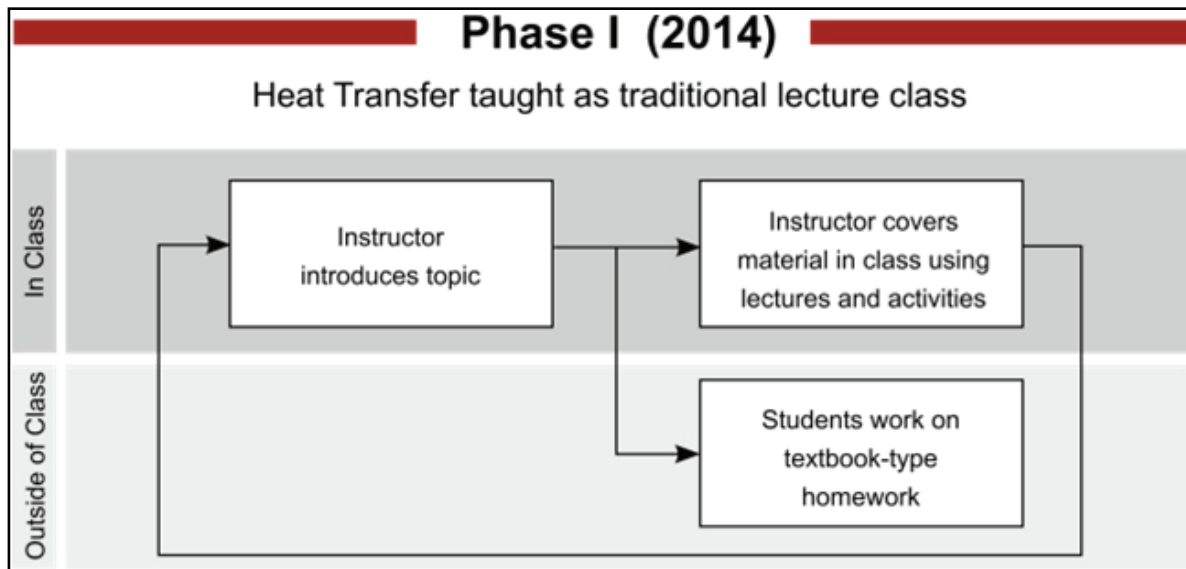 Phase I (2014)
Heat Transfer taught as traditional lecture class
In Class
Instructor
introduces topic
Instructor covers
material in class using
lectures and activities
Outside of Class
Students work on
textbook-type
homework